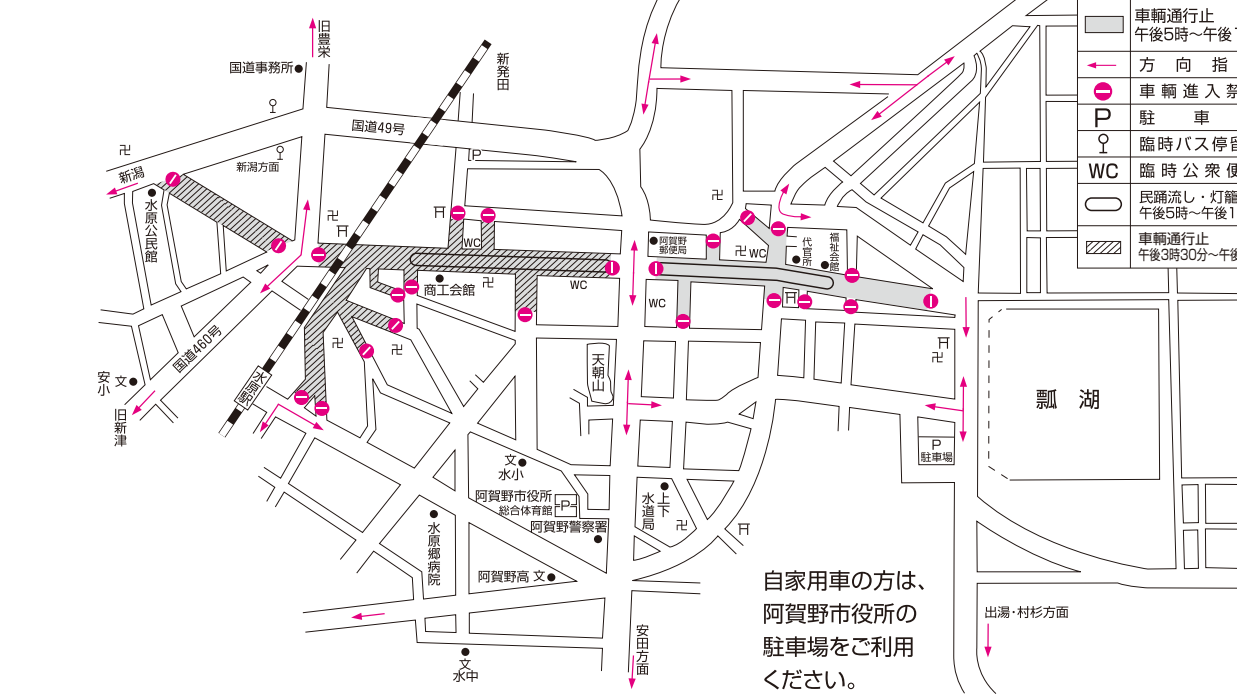 旧豊栄
国道事務所
新発田
国道49号
P
新潟方面
新潟
水原公民館
WC
阿賀野
郵便局
WC
代官所
福祉会館
商工会館
WC
WC
国道460号
水原駅
安小
文
旧新津
天朝山
瓢 湖
P
駐車場
文
水小
阿賀野市役所
総合体育館
P
阿賀野警察署
上下
水道局
水原郷病院
阿賀野高 文
文
水中
安田方面
出湯・村杉方面
自家用車の方は、
阿賀野市役所の
駐車場をご利用
ください。
車輌通行止
午後5時〜午後
方 向 指
車輌進入禁
P 駐 車
臨時バス停留
WC 臨時公衆便
民踊流し・灯籠
午後5時〜午後1
車輌通行止
午後3時30分〜午後